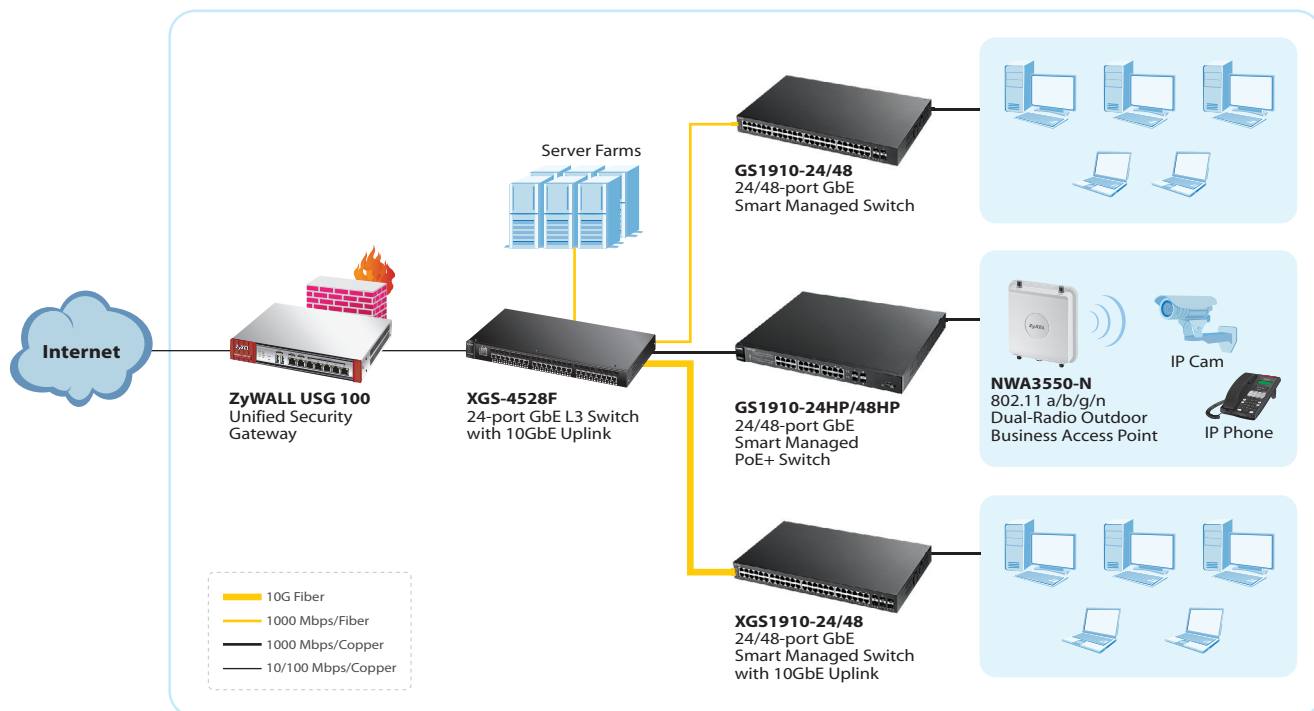 Server Farms
GS1910-24/48
24/48-port GbE
Smart Managed Switch
Internet
ZyXEL
ZyWALL USG 100
Unified Security
Gateway
XGS-4528F
24-port GbE L3 Switch
with 10GbE Uplink
GS1910-24HP/48HP
24/48-port GbE
Smart Managed
PoE+ Switch
ZyXEL
NWA3550-N
802.11 a/b/g/n
Dual-Radio Outdoor
Business Access Point
IP Cam
IP Phone
XGS1910-24/48
24/48-port GbE
Smart Managed Switch
with 10GbE Uplink
10G Fiber
1000 Mbps/Fiber
1000 Mbps/Copper
10/100 Mbps/Copper